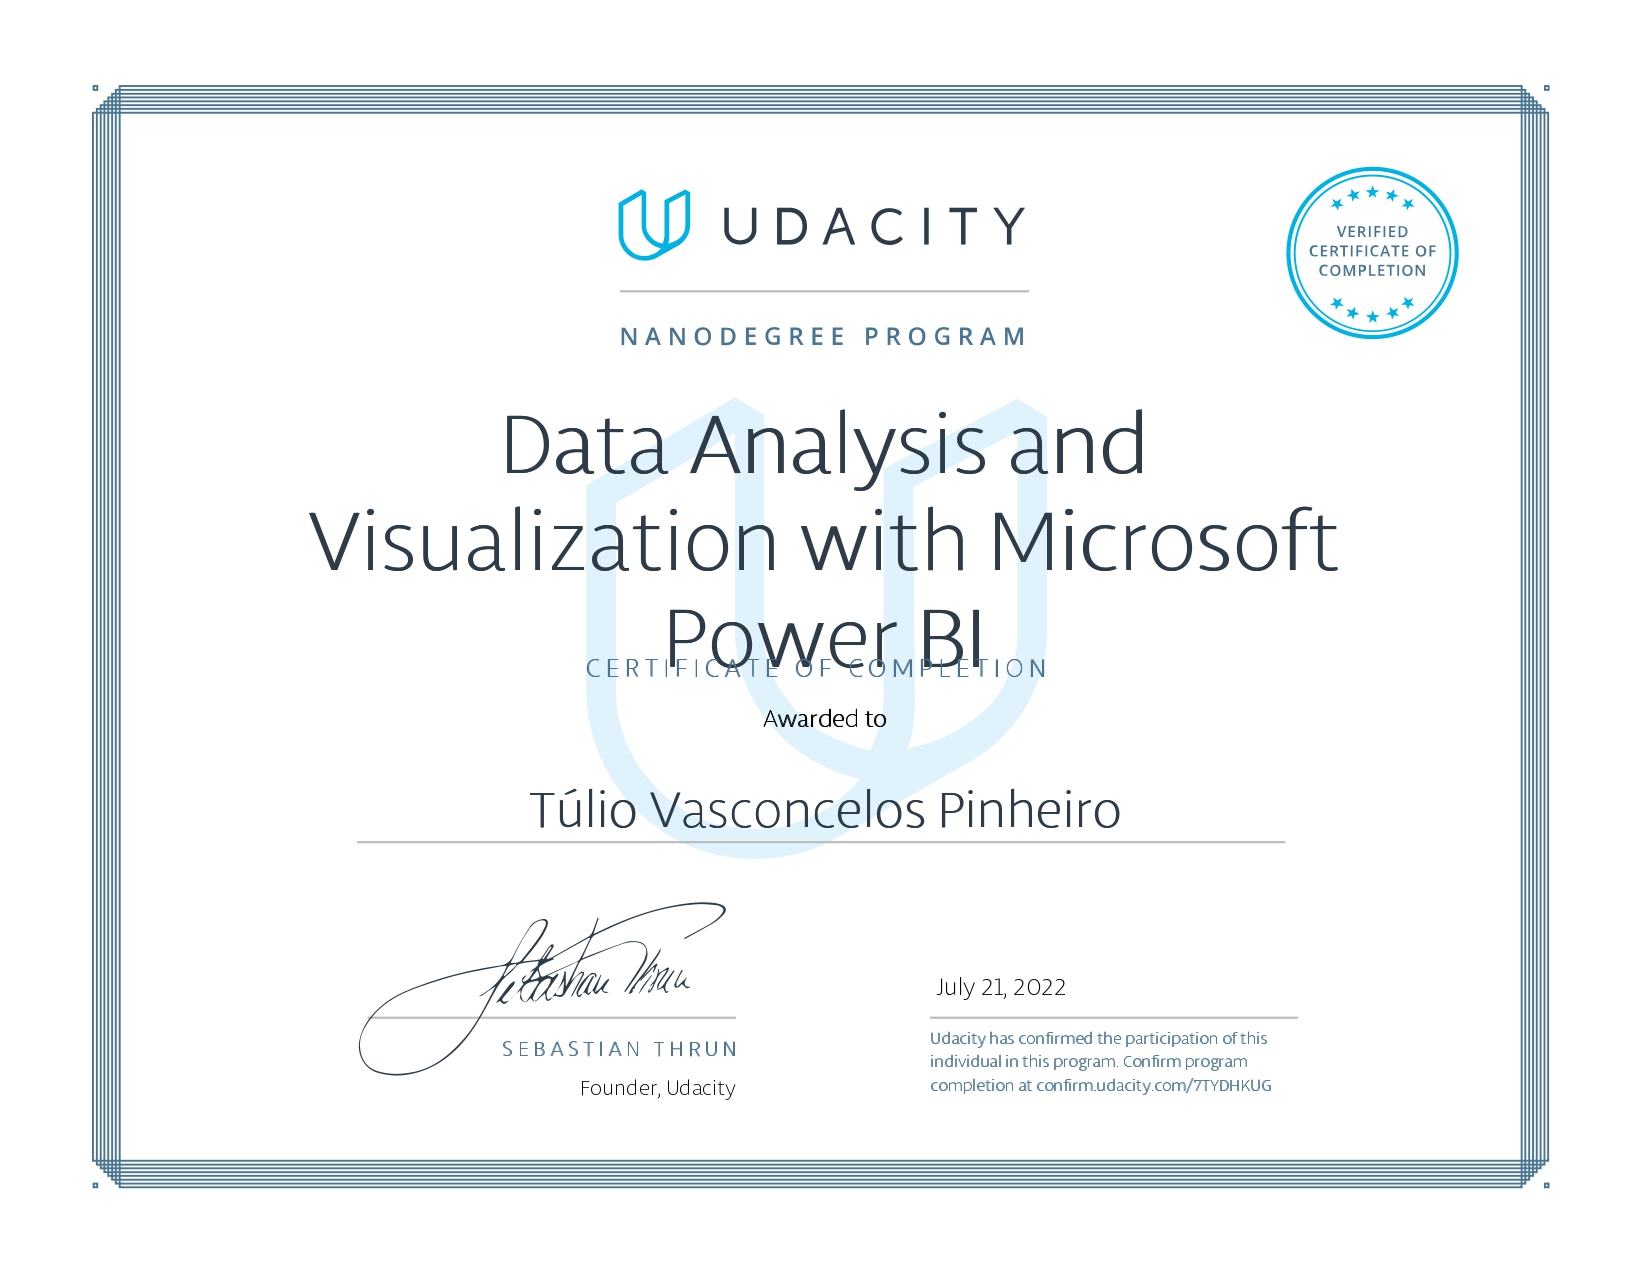 UDACITY
VERIFIED
CERTIFICATE OF
COMPLETION
NANODEGREE PROGRAM
Data Analysis and
Visualization with Microsoft
Power BI
CERTIFICATE OF COMPLETION
Awarded to
Túlio Vasconcelos Pinheiro
Sebastian Thrun
SEBASTIAN THRUN
Founder, Udacity
July 21, 2022
Udacity has confirmed the participation of this
individual in this program. Confirm program
completion at confirm.udacity.com/7TYDHKUG